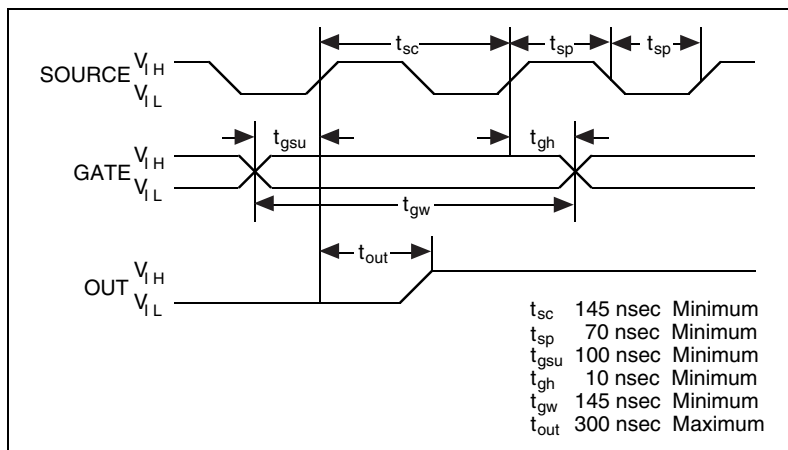 t_sc t_sp t_sp
SOURCE V_IH
V_IL
t_gsu t_gh
GATE V_IH
V_IL
t_gw
t_out
OUT V_IH
V_IL
t_sc 145 nsec Minimum
t_sp 70 nsec Minimum
t_gsu 100 nsec Minimum
t_gh 10 nsec Minimum
t_gw 145 nsec Minimum
t_out 300 nsec Maximum